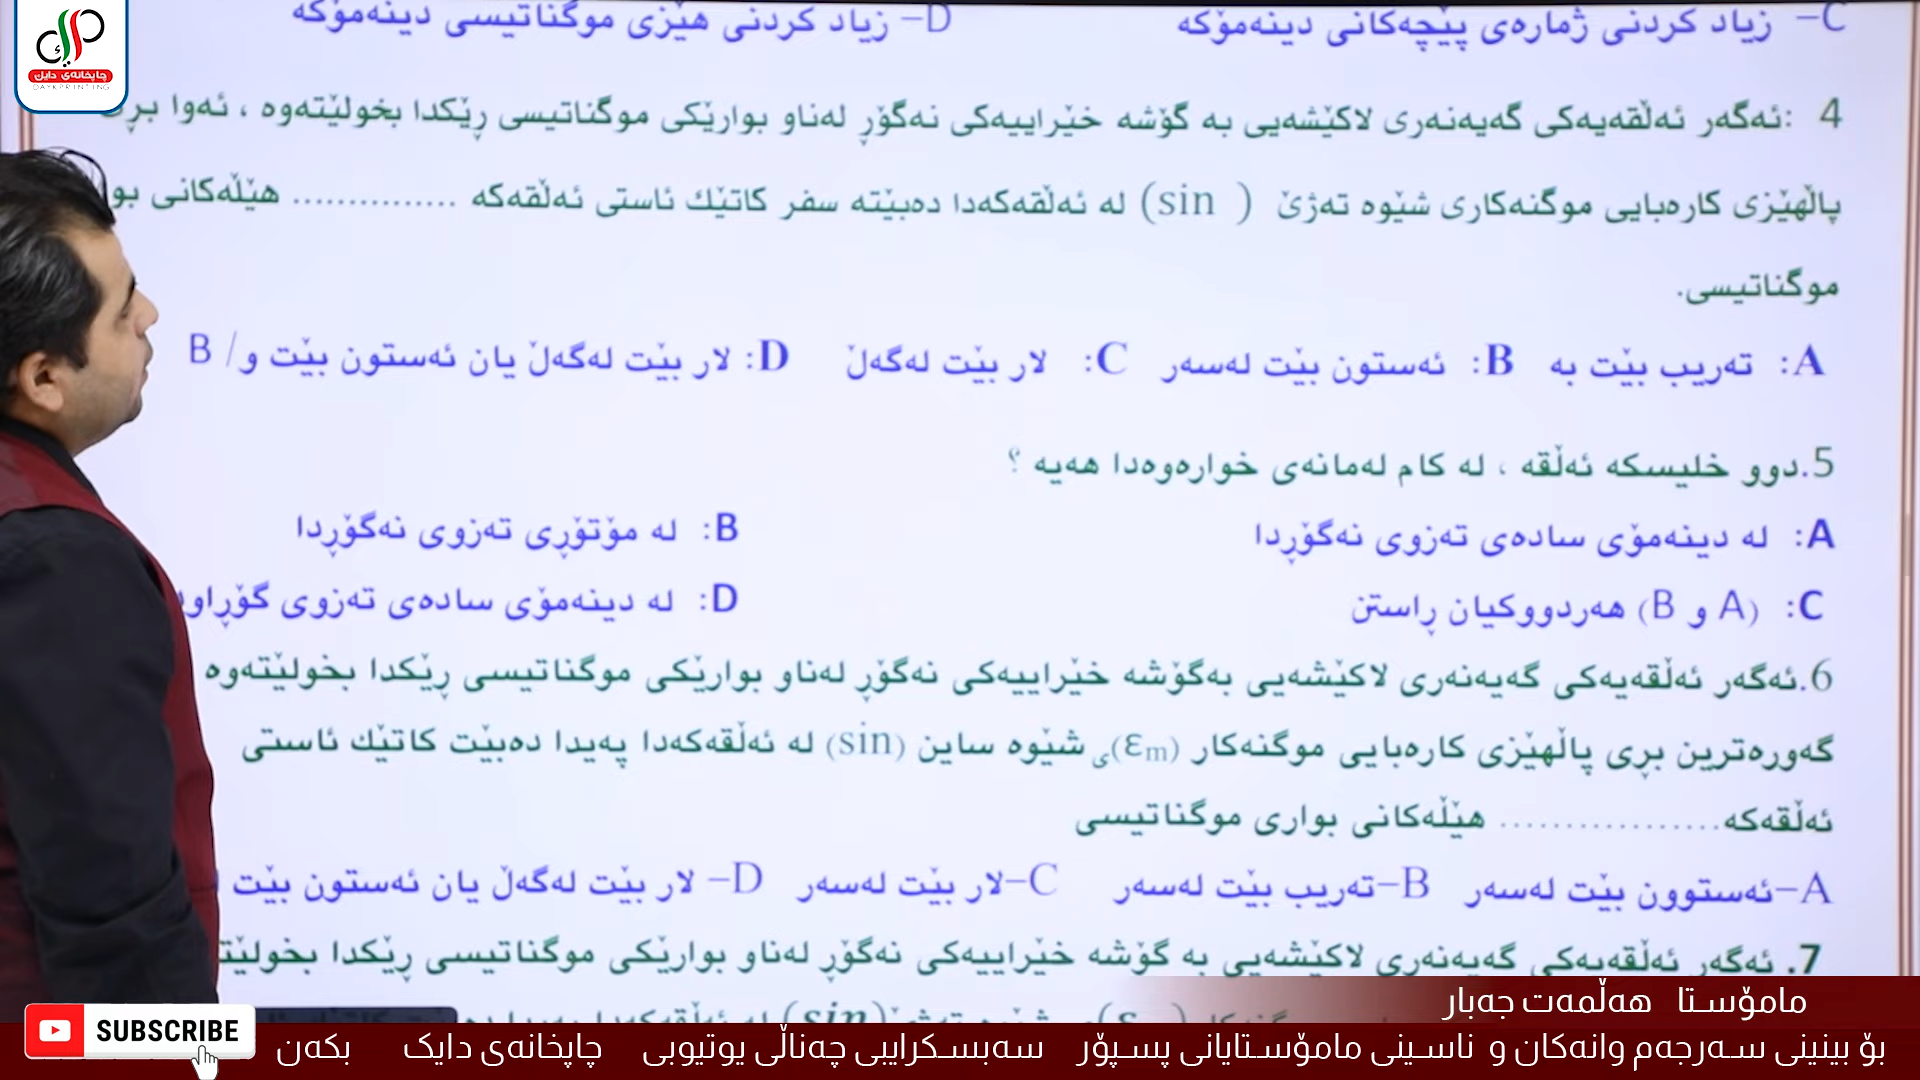 C– زیاد کردنی ژمارەی پێچەکانی دینەمۆکە D– زیاد کردنی هێزی موگناتیسی دینەمۆکە
4 :ئەگەر ئەڵقەیەکی گەیەنەری لاکێشەیی بە گۆشە خێراییەکی نەگۆڕ لەناو بوارێکی موگناتیسی ڕێکدا بخولێتەوە ، ئەوا
پاڵهێزی کارەبایی موگنەکاری شێوە تەژێ ( sin) لە ئەڵقەکەدا دەبێتە سفر کاتێك ئاستی ئەڵقەکە ............... هێڵەکانی
موگناتیسی.
A: تەریب بێت بە B: ئەستون بێت لەسەر C: لار بێت لەگەڵ D: لار بێت لەگەڵ یان ئەستون بێت و/ B
5.دوو خلیسکە ئەڵقە ، لە کام لەمانەی خوارەوەدا هەیە ؟
A: لە دینەمۆی سادەی تەزوی نەگۆڕدا B: لە مۆتۆڕی تەزوی نەگۆڕدا
C: (A و B) هەردووکیان ڕاستن D: لە دینەمۆی سادەی تەزوی
6.ئەگەر ئەڵقەیەکی گەیەنەری لاکێشەیی بەگۆشە خێراییەکی نەگۆڕ لەناو بوارێکی موگناتیسی ڕێکدا بخولێتەوە
گەورەترین بڕی پاڵهێزی کارەبایی موگنەکار (εm)ی شێوە ساین (sin) لە ئەڵقەکەدا پەیدا دەبێت کاتێك ئاستی
ئەڵقەکە.................. هێڵەکانی بواری موگناتیسی
A–ئەستوون بێت لەسەر B–تەریب بێت لەسەر C–لار بێت لەسەر D– لار بێت لەگەڵ یان ئەستون بێت
7. ئەگەر ئەڵقەیەکی گەیەنەری لاکێشەیی بە گۆشە خێراییەکی نەگۆڕ لەناو بوارێکی موگناتیسی ڕێکدا
چاپخانەی دایک
DAYK PRINTING
مامۆستا هەڵمەت جەبار
بۆ بینینی سەرجەم وانەکان و ناسینی مامۆستایانی پسپۆڕ سەبسکرایبی چەناڵی یوتیوبی چاپخانەی دایک بکەن
SUBSCRIBE